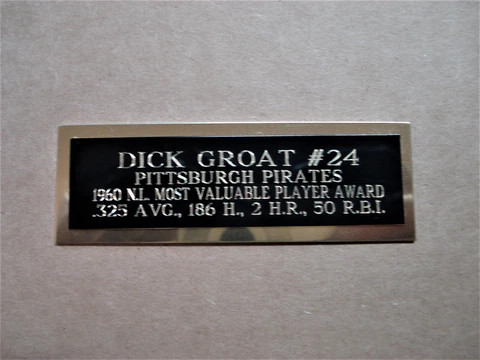 DICK GROAT #24
PITTSBURGH PIRATES
1960 N.L. MOST VALUABLE PLAYER AWARD
.325 AVG., 186 H., 2 H.R., 50 R.B.I.